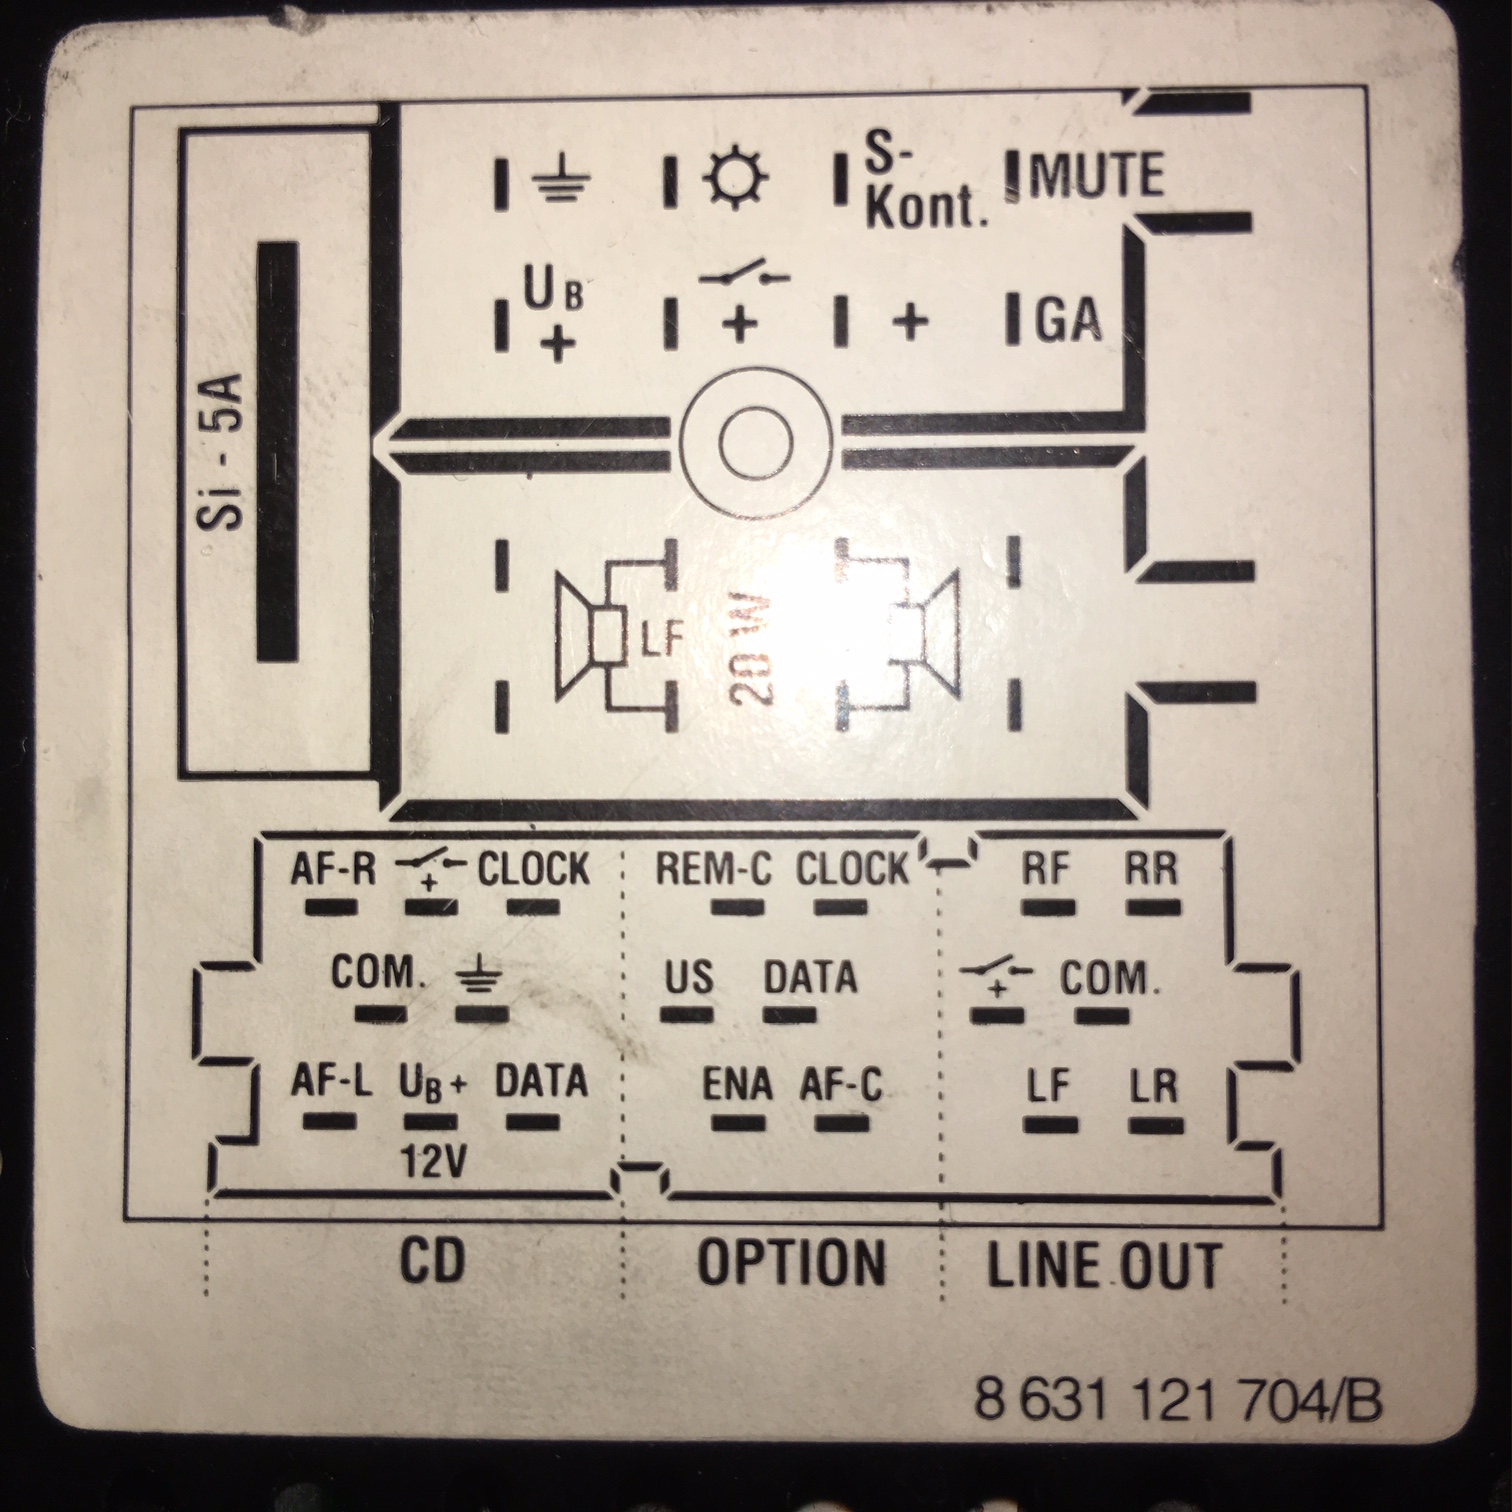 S-
Kont.
MUTE
UB
+
+
+
GA
Si - 5A
LF
20 W
AF-R + CLOCK
REM-C CLOCK
RF RR
COM.
US DATA
+ COM.
AF-L UB+ DATA
ENA AF-C
LF LR
12V
CD
OPTION
LINE OUT
8 631 121 704/B